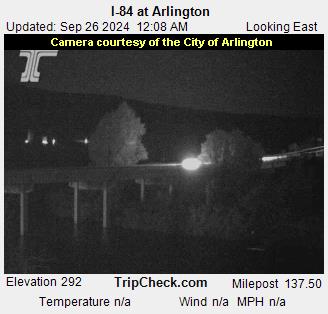 I-84 at Arlington
Updated: Sep 26 2024 12:08 AM Looking East
Camera courtesy of the City of Arlington
Elevation 292 TripCheck.com Milepost 137.50
Temperature n/a Wind n/a MPH n/a